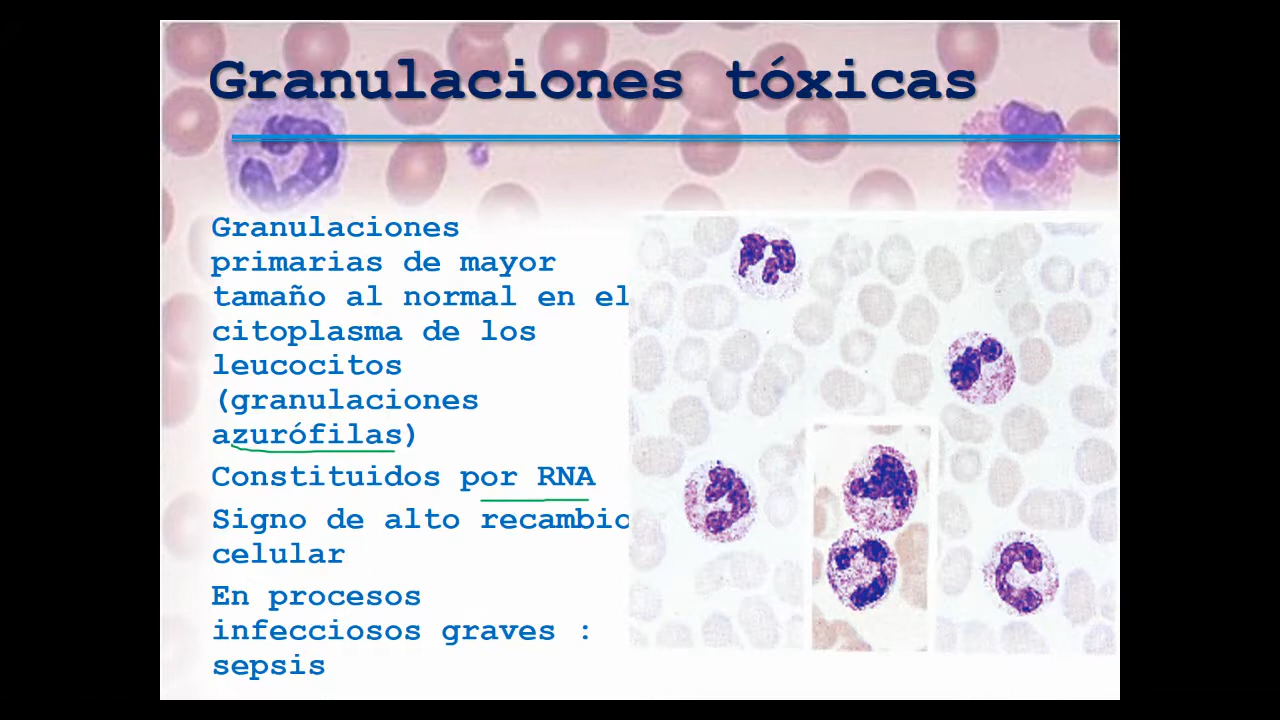 Granulaciones tóxicas
Granulaciones
primarias de mayor
tamaño al normal en el
citoplasma de los
leucocitos
(granulaciones
azurófilas)
Constituidos por RNA
Signo de alto recambio
celular
En procesos
infecciosos graves :
sepsis